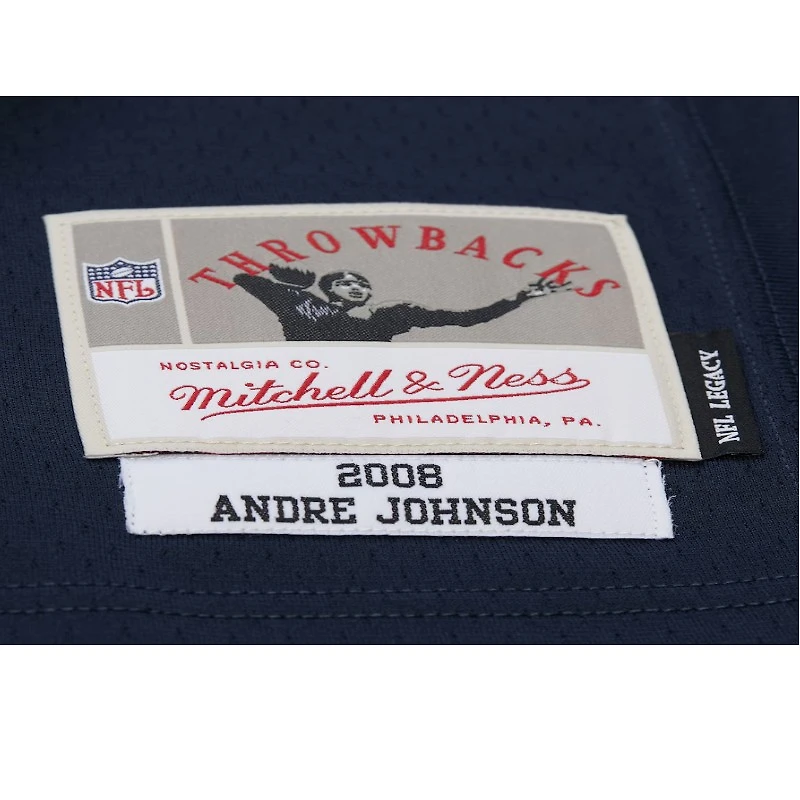 THROWBACKS
NFL
NOSTALGIA CO.
Mitchell & Ness
PHILADELPHIA, PA.
NFL LEGACY
2008
ANDRE JOHNSON